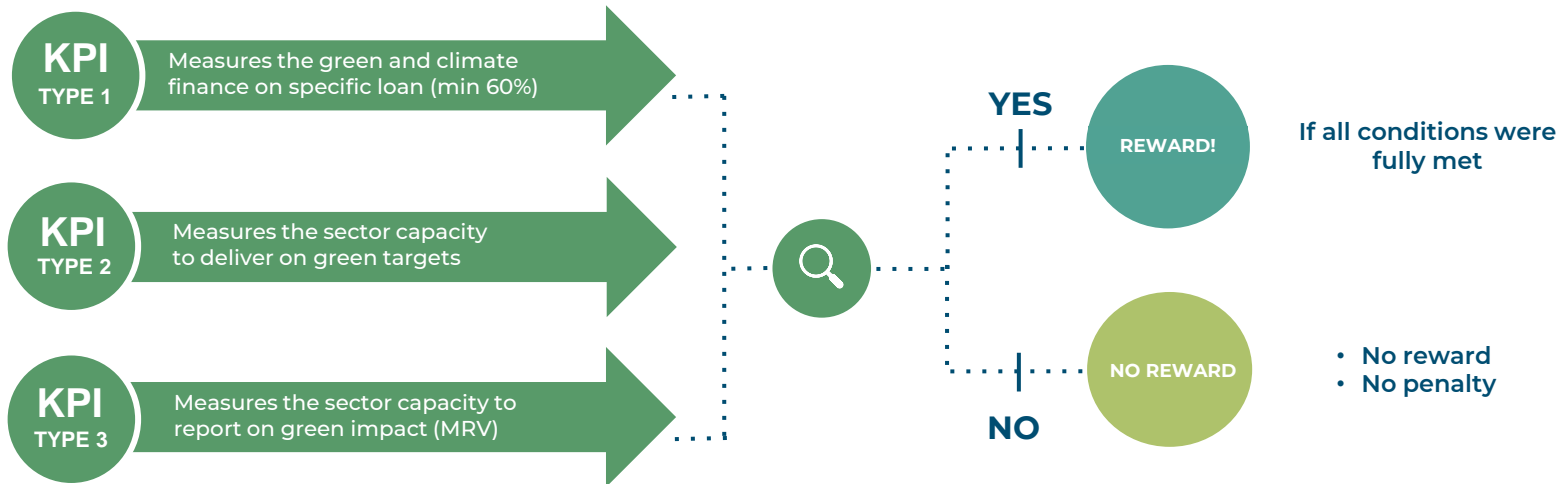 KPI
TYPE 1
Measures the green and climate
finance on specific loan (min 60%)
KPI
TYPE 2
Measures the sector capacity
to deliver on green targets
KPI
TYPE 3
Measures the sector capacity to
report on green impact (MRV)
YES
REWARD!
If all conditions were
fully met
NO REWARD
• No reward
• No penalty
NO